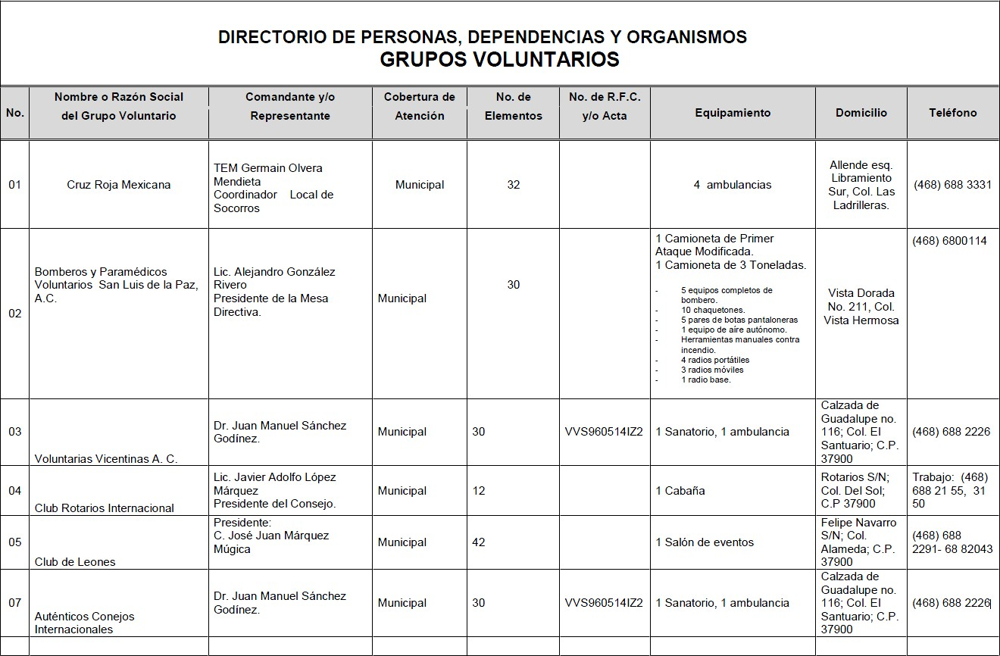 DIRECTORIO DE PERSONAS, DEPENDENCIAS Y ORGANISMOS
GRUPOS VOLUNTARIOS
No.
Nombre o Razón Social
del Grupo Voluntario
Comandante y/o
Representante
Cobertura de
Atención
No. de
Elementos
No. de R.F.C.
y/o Acta
Equipamiento
Domicilio
Teléfono
01
Cruz Roja Mexicana
TEM Germain Olvera
Mendieta
Coordinador Local de
Socorros
Municipal
32
4 ambulancias
Allende esq.
Libramiento
Sur, Col. Las
Ladrilleras.
(468) 688 3331
02
Bomberos y Paramédicos
Voluntarios San Luis de la Paz,
A.C.
Lic. Alejandro González
Rivero
Presidente de la Mesa
Directiva.
Municipal
30
1 Camioneta de Primer
Ataque Modificada.
1 Camioneta de 3 Toneladas.
- 5 equipos completos de
bombero.
- 10 chaquetones.
- 5 pares de botas pantaloneras
- 1 equipo de aíre autónomo.
- Herramientas manuales contra
incendio.
- 4 radios portátiles
- 3 radios móviles
- 1 radio base.
Vista Dorada
No. 211, Col.
Vista Hermosa
(468) 6800114
03
Voluntarias Vicentinas A. C.
Dr. Juan Manuel Sánchez
Godínez.
Municipal
30
VVS960514IZ2
1 Sanatorio, 1 ambulancia
Calzada de
Guadalupe no.
116; Col. El
Santuario; C.P.
37900
(468) 688 2226
04
Club Rotarios Internacional
Lic. Javier Adolfo López
Márquez
Presidente del Consejo.
Municipal
12
1 Cabaña
Rotarios S/N;
Col. Del Sol;
C.P 37900
Trabajo: (468)
688 21 55, 31
50
05
Club de Leones
Presidente:
C. José Juan Márquez
Múgica
Municipal
42
1 Salón de eventos
Felipe Navarro
S/N; Col.
Alameda; C.P.
37900
(468) 688
2291- 68 82043
07
Auténticos Conejos
Internacionales
Dr. Juan Manuel Sánchez
Godínez.
Municipal
30
VVS960514IZ2
1 Sanatorio, 1 ambulancia
Calzada de
Guadalupe no.
116; Col. El
Santuario; C.P.
37900
(468) 688 2226